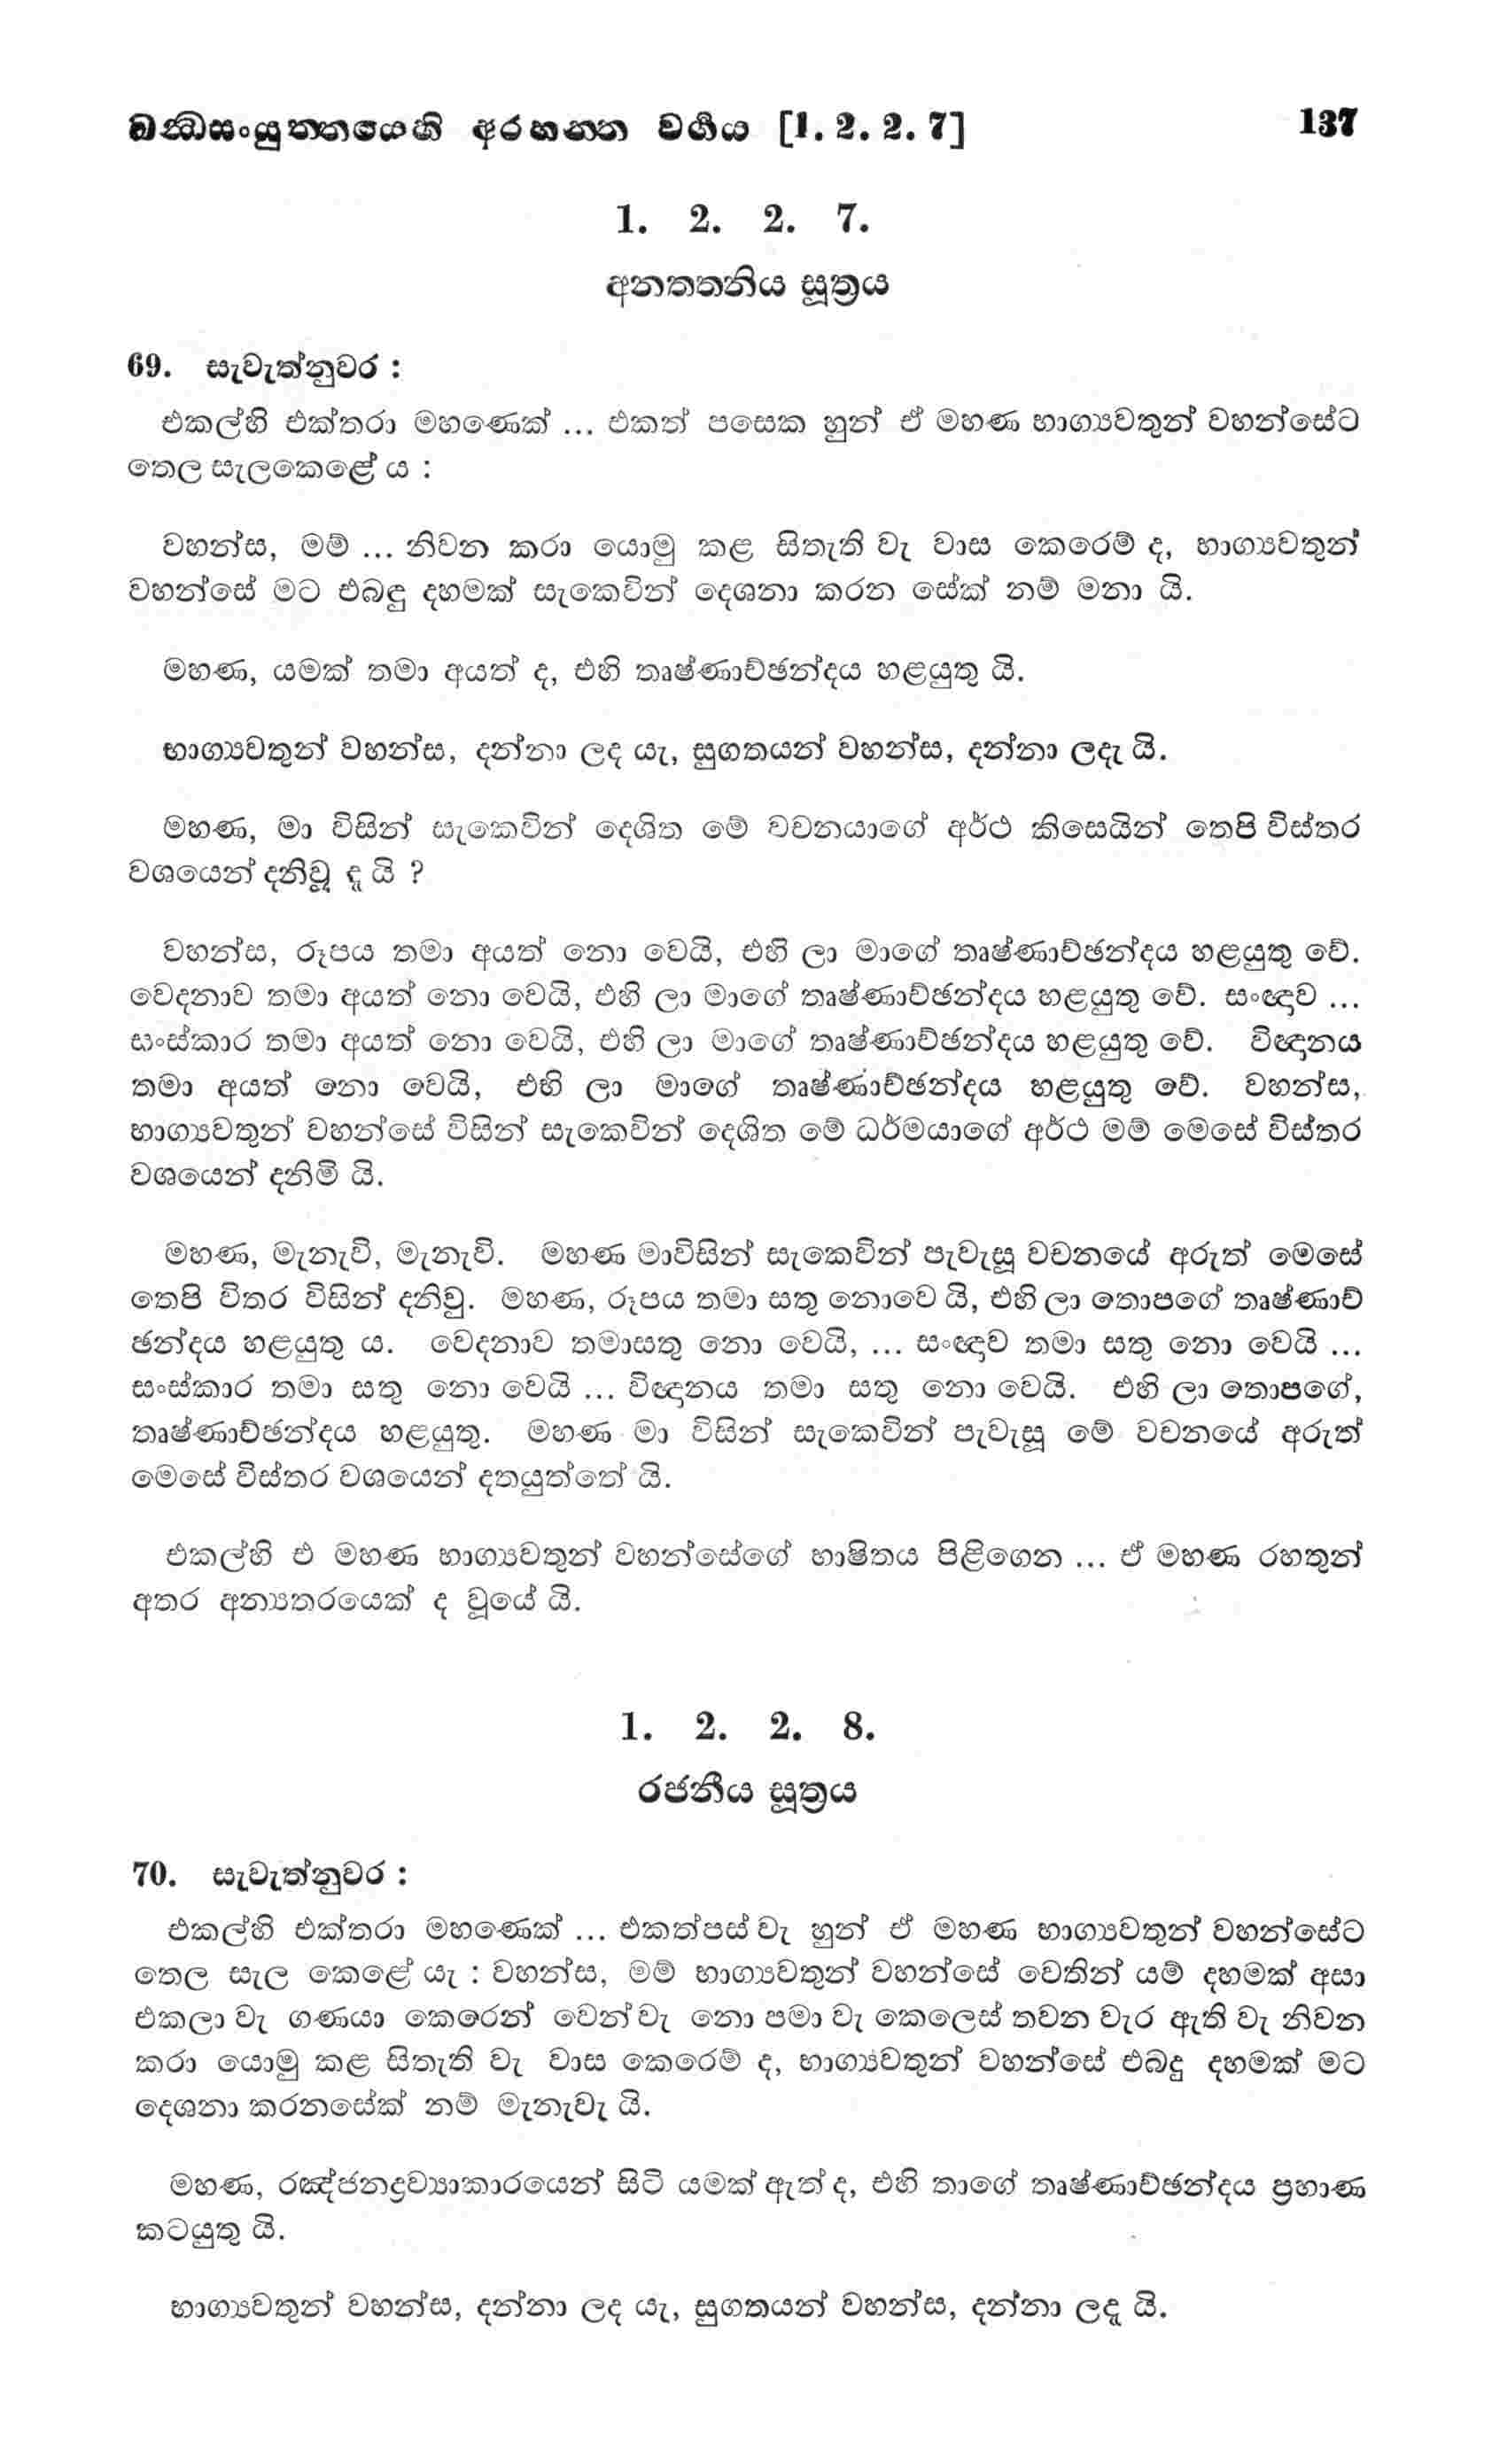 ඛන්ධසංයුත්තයෙහි අරහන්ත වර්ගය [1. 2. 2. 7] 137
1. 2. 2. 7.
අනත්තනිය සූත්‍රය
69. සැවැත්නුවර :
එකල්හි එක්තරා මහණෙක් ... එකත් පසෙක හුන් ඒ මහණ භාග්‍යවතුන් වහන්සේට
තෙල සැලකෙළේ ය :
වහන්ස, මම් ... නිවන කරා යොමු කළ සිතැති වැ වාස කෙරෙම් ද, භාග්‍යවතුන්
වහන්සේ මට එබඳු දහමක් සැකෙවින් දෙශනා කරන සේක් නම් මනා යි.
මහණ, යමක් තමා අයත් ද, එහි තෘෂ්ණාච්ඡන්දය හළයුතු යි.
භාග්‍යවතුන් වහන්ස, දන්නා ලද යැ, සුගතයන් වහන්ස, දන්නා ලදැ යි.
මහණ, මා විසින් සැකෙවින් දෙශිත මේ වචනයාගේ අර්ථ කිසෙයින් තෙපි විස්තර
වශයෙන් දනිවූ දැ යි ?
වහන්ස, රූපය තමා අයත් නො වෙයි, එහි ලා මාගේ තෘෂ්ණාච්ඡන්දය හළයුතු වේ.
වෙදනාව තමා අයත් නො වෙයි, එහි ලා මාගේ තෘෂ්ණාච්ඡන්දය හළයුතු වේ. සංඥාව ...
සංස්කාර තමා අයත් නො වෙයි, එහි ලා මාගේ තෘෂ්ණාච්ඡන්දය හළයුතු වේ. විඥානය
තමා අයත් නො වෙයි, එහි ලා මාගේ තෘෂ්ණාච්ඡන්දය හළයුතු වේ. වහන්ස,
භාග්‍යවතුන් වහන්සේ විසින් සැකෙවින් දෙශිත මේ ධර්මයාගේ අර්ථ මම් මෙසේ විස්තර
වශයෙන් දනිමි යි.
මහණ, මැනැවි, මැනැවි. මහණ මාවිසින් සැකෙවින් පැවැසූ වචනයේ අරුත් මෙසේ
තෙපි විතර විසින් දනිවු. මහණ, රූපය තමා සතු නොවෙ යි, එහි ලා තොපගේ තෘෂ්ණාච්
ඡන්දය හළයුතු ය. වෙදනාව තමාසතු නො වෙයි, ... සංඥාව තමා සතු නො වෙයි ...
සංස්කාර තමා සතු නො වෙයි ... විඥානය තමා සතු නො වෙයි. එහි ලා තොපගේ,
තෘෂ්ණාච්ඡන්දය හළයුතු. මහණ මා විසින් සැකෙවින් පැවැසූ මේ වචනයේ අරුත්
මෙසේ විස්තර වශයෙන් දතයුත්තේ යි.
එකල්හි එ මහණ භාග්‍යවතුන් වහන්සේගේ භාෂිතය පිළිගෙන ... ඒ මහණ රහතුන්
අතර අන්‍යතරයෙක් ද වූයේ යි.
1. 2. 2. 8.
රජනීය සූත්‍රය
70. සැවැත්නුවර :
එකල්හි එක්තරා මහණෙක් ... එකත්පස් වැ හුන් ඒ මහණ භාග්‍යවතුන් වහන්සේට
තෙල සැල කෙළේ යැ : වහන්ස, මම් භාග්‍යවතුන් වහන්සේ වෙතින් යම් දහමක් අසා
එකලා වැ ගණයා කෙරෙන් වෙන් වැ නො පමා වැ කෙලෙස් තවන වැර ඇති වැ නිවන
කරා යොමු කළ සිතැති වැ වාස කෙරෙම් ද, භාග්‍යවතුන් වහන්සේ එබඳු දහමක් මට
දෙශනා කරනසේක් නම් මැනැවැ යි.
මහණ, රඤ්ජනද්‍රව්‍යාකාරයෙන් සිටි යමක් ඇත් ද, එහි තාගේ තෘෂ්ණාච්ඡන්දය ප්‍රහාණ
කටයුතු යි.
භාග්‍යවතුන් වහන්ස, දන්නා ලද යැ, සුගතයන් වහන්ස, දන්නා ලදැ යි.